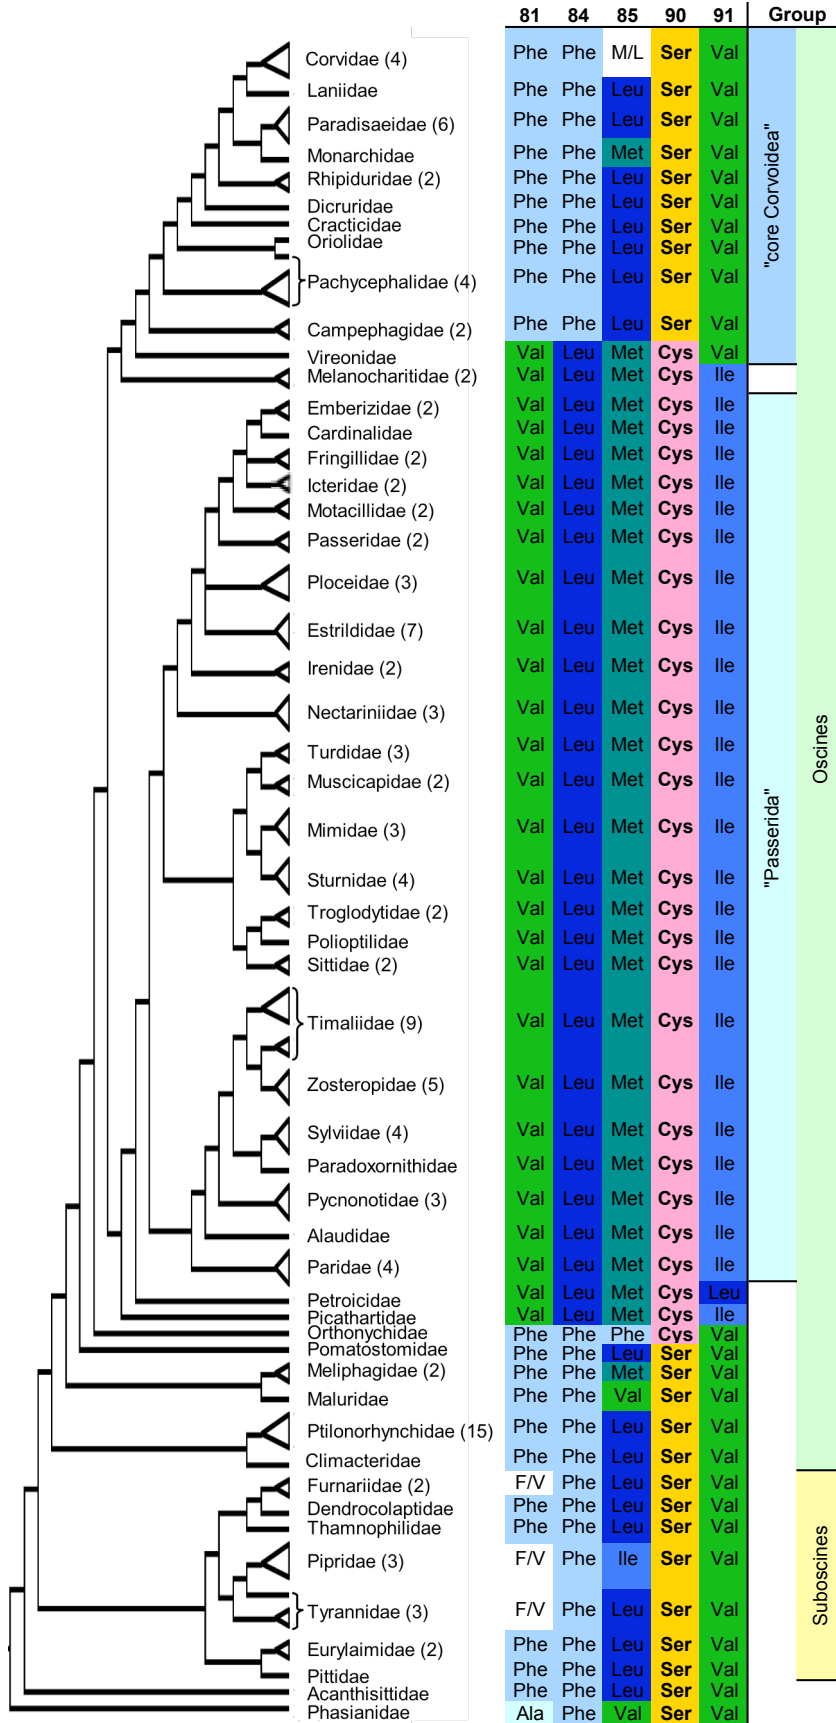 81 84 85 90 91 Group
Corvidae (4) Phe Phe M/L Ser Val
Laniidae Phe Phe Leu Ser Val
Paradisaeidae (6) Phe Phe Leu Ser Val
Monarchidae Phe Phe Met Ser Val
Rhipiduridae (2) Phe Phe Leu Ser Val
Dicruridae Phe Phe Leu Ser Val
Cracticidae Phe Phe Leu Ser Val
Oriolidae Phe Phe Leu Ser Val
Pachycephalidae (4) Phe Phe Leu Ser Val
Campephagidae (2) Phe Phe Leu Ser Val
Vireonidae Val Leu Met Cys Val
Melanocharitidae (2) Val Leu Met Cys Ile
Emberizidae (2) Val Leu Met Cys Ile
Cardinalidae Val Leu Met Cys Ile
Fringillidae (2) Val Leu Met Cys Ile
Icteridae (2) Val Leu Met Cys Ile
Motacillidae (2) Val Leu Met Cys Ile
Passeridae (2) Val Leu Met Cys Ile
Ploceidae (3) Val Leu Met Cys Ile
Estrildidae (7) Val Leu Met Cys Ile
Irenidae (2) Val Leu Met Cys Ile
Nectariniidae (3) Val Leu Met Cys Ile
Turdidae (3) Val Leu Met Cys Ile
Muscicapidae (2) Val Leu Met Cys Ile
Mimidae (3) Val Leu Met Cys Ile
Sturnidae (4) Val Leu Met Cys Ile
Troglodytidae (2) Val Leu Met Cys Ile
Polioptilidae Val Leu Met Cys Ile
Sittidae (2) Val Leu Met Cys Ile
Timaliidae (9) Val Leu Met Cys Ile
Zosteropidae (5) Val Leu Met Cys Ile
Sylviidae (4) Val Leu Met Cys Ile
Paradoxornithidae Val Leu Met Cys Ile
Pycnonotidae (3) Val Leu Met Cys Ile
Alaudidae Val Leu Met Cys Ile
Paridae (4) Val Leu Met Cys Ile
Petroicidae Val Leu Met Cys Leu
Picathartidae Val Leu Met Cys Ile
Orthonychidae Phe Phe Phe Cys Val
Pomatostomidae Phe Phe Leu Ser Val
Meliphagidae (2) Phe Phe Met Ser Val
Maluridae Phe Phe Val Ser Val
Ptilonorhynchidae (15) Phe Phe Leu Ser Val
Climacteridae Phe Phe Leu Ser Val
Furnariidae (2) F/V Phe Leu Ser Val
Dendrocolaptidae Phe Phe Leu Ser Val
Thamnophilidae Phe Phe Leu Ser Val
Pipridae (3) F/V Phe Ile Ser Val
Tyrannidae (3) F/V Phe Leu Ser Val
Eurylaimidae (2) Phe Phe Leu Ser Val
Pittidae Phe Phe Leu Ser Val
Acanthisittidae Phe Phe Leu Ser Val
Phasianidae Ala Phe Val Ser Val
"core Corvoidea"
"Passerida"
Oscines
Suboscines